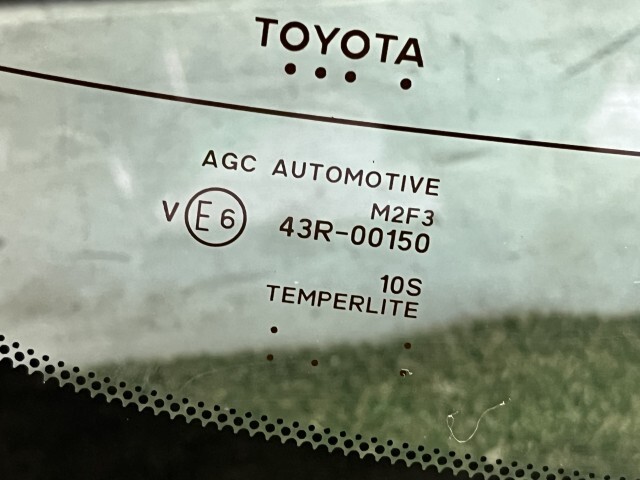 TOYOTA
AGC AUTOMOTIVE
M2F3
V E6 43R-00150
10S
TEMPERLITE